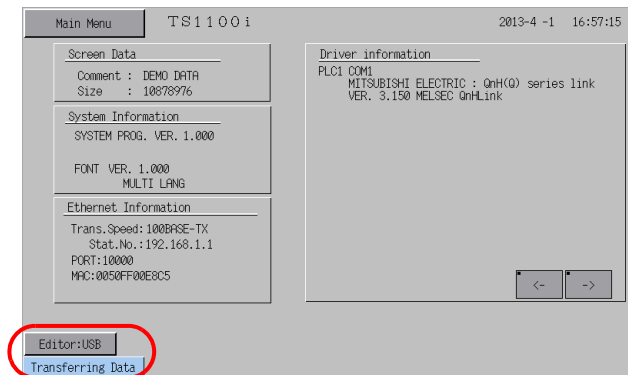 Main Menu
TS1100i
2013-4 -1 16:57:15
Screen Data
Comment : DEMO DATA
Size : 10878976
System Information
SYSTEM PROG. VER. 1.000
FONT VER. 1.000
MULTI LANG
Ethernet Information
Trans.Speed:100BASE-TX
Stat.No.:192.168.1.1
PORT:10000
MAC:0050FF00E8C5
Driver information
PLC1 COM1
MITSUBISHI ELECTRIC : QnH(Q) series link
VER. 3.150 MELSEC QnHLink
<-
->
Editor:USB
Transferring Data